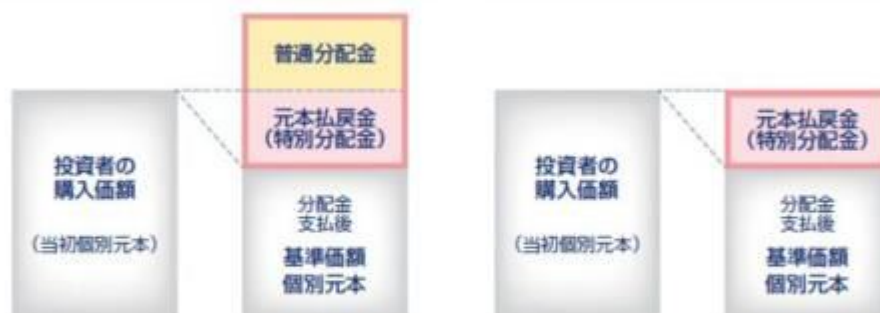 普通分配金
元本払戻金
(特別分配金)
投資者の
購入価額
(当初個別元本)
分配金
支払後
基準価額
個別元本
元本払戻金
(特別分配金)
投資者の
購入価額
(当初個別元本)
分配金
支払後
基準価額
個別元本